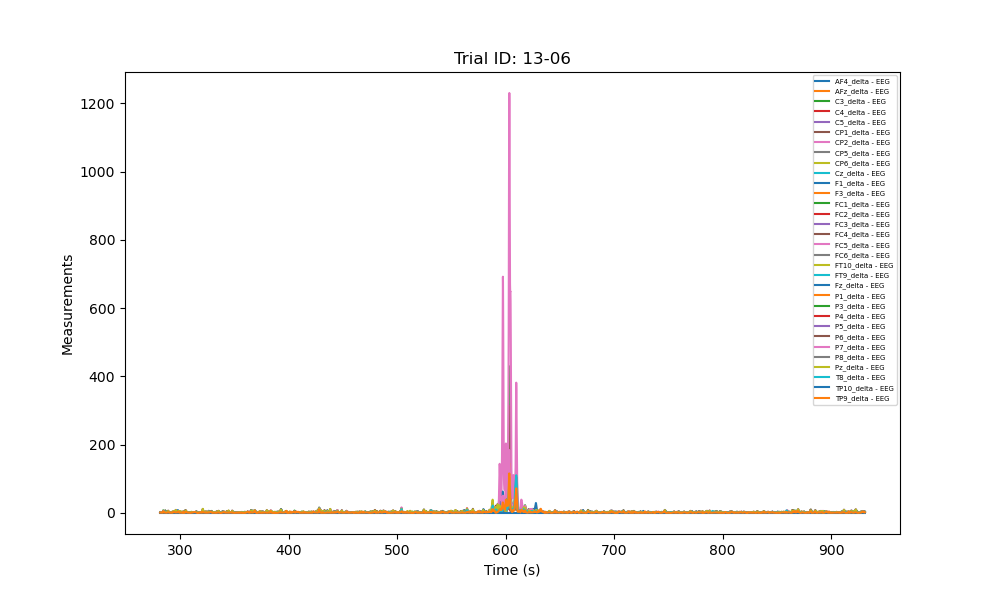 Trial ID: 13-06
Measurements
1200
1000
800
600
400
200
0
300 400 500 600 700 800 900
Time (s)
AF4_delta - EEG
AFz_delta - EEG
C3_delta - EEG
C4_delta - EEG
C5_delta - EEG
CP1_delta - EEG
CP2_delta - EEG
CP5_delta - EEG
CP6_delta - EEG
Cz_delta - EEG
F1_delta - EEG
F3_delta - EEG
FC1_delta - EEG
FC2_delta - EEG
FC3_delta - EEG
FC4_delta - EEG
FC5_delta - EEG
FC6_delta - EEG
FT10_delta - EEG
FT9_delta - EEG
Fz_delta - EEG
P1_delta - EEG
P3_delta - EEG
P4_delta - EEG
P5_delta - EEG
P6_delta - EEG
P7_delta - EEG
P8_delta - EEG
Pz_delta - EEG
T8_delta - EEG
TP10_delta - EEG
TP9_delta - EEG